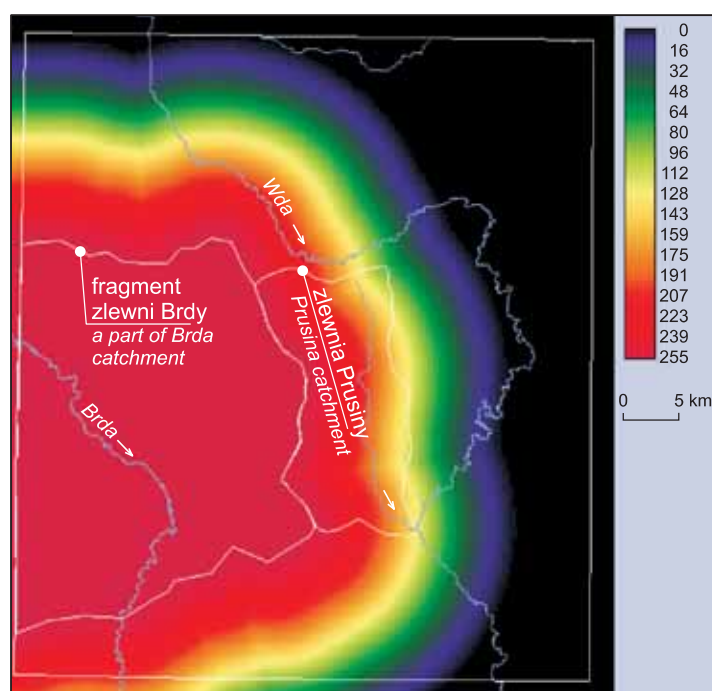 Wda
fragment
zlewni Brdy
a part of Brda
catchment
zlewnia Prusiny
Prusina catchment
Brda
0
16
32
48
64
80
96
112
128
143
159
175
191
207
223
239
255
0 5 km